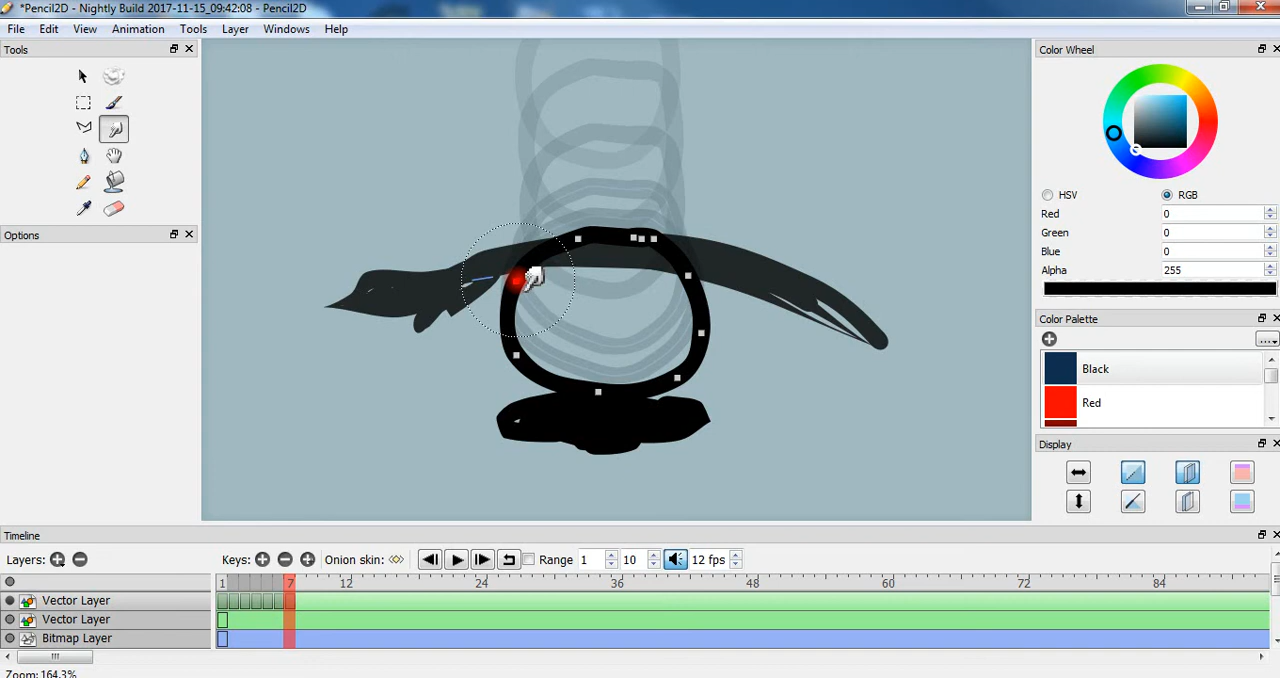 *Pencil2D - Nightly Build 2017-11-15_09:42:08 - Pencil2D
File Edit View Animation Tools Layer Windows Help
Tools
Color Wheel
HSV RGB
Red 0
Green 0
Blue 0
Alpha 255
Options
Color Palette
Black
Red
Display
Timeline
Layers: Keys: Onion skin: Range 1 10 12 fps
1 7 12 24 36 48 60 72 84
Vector Layer
Vector Layer
Bitmap Layer
Zoom: 164.3%